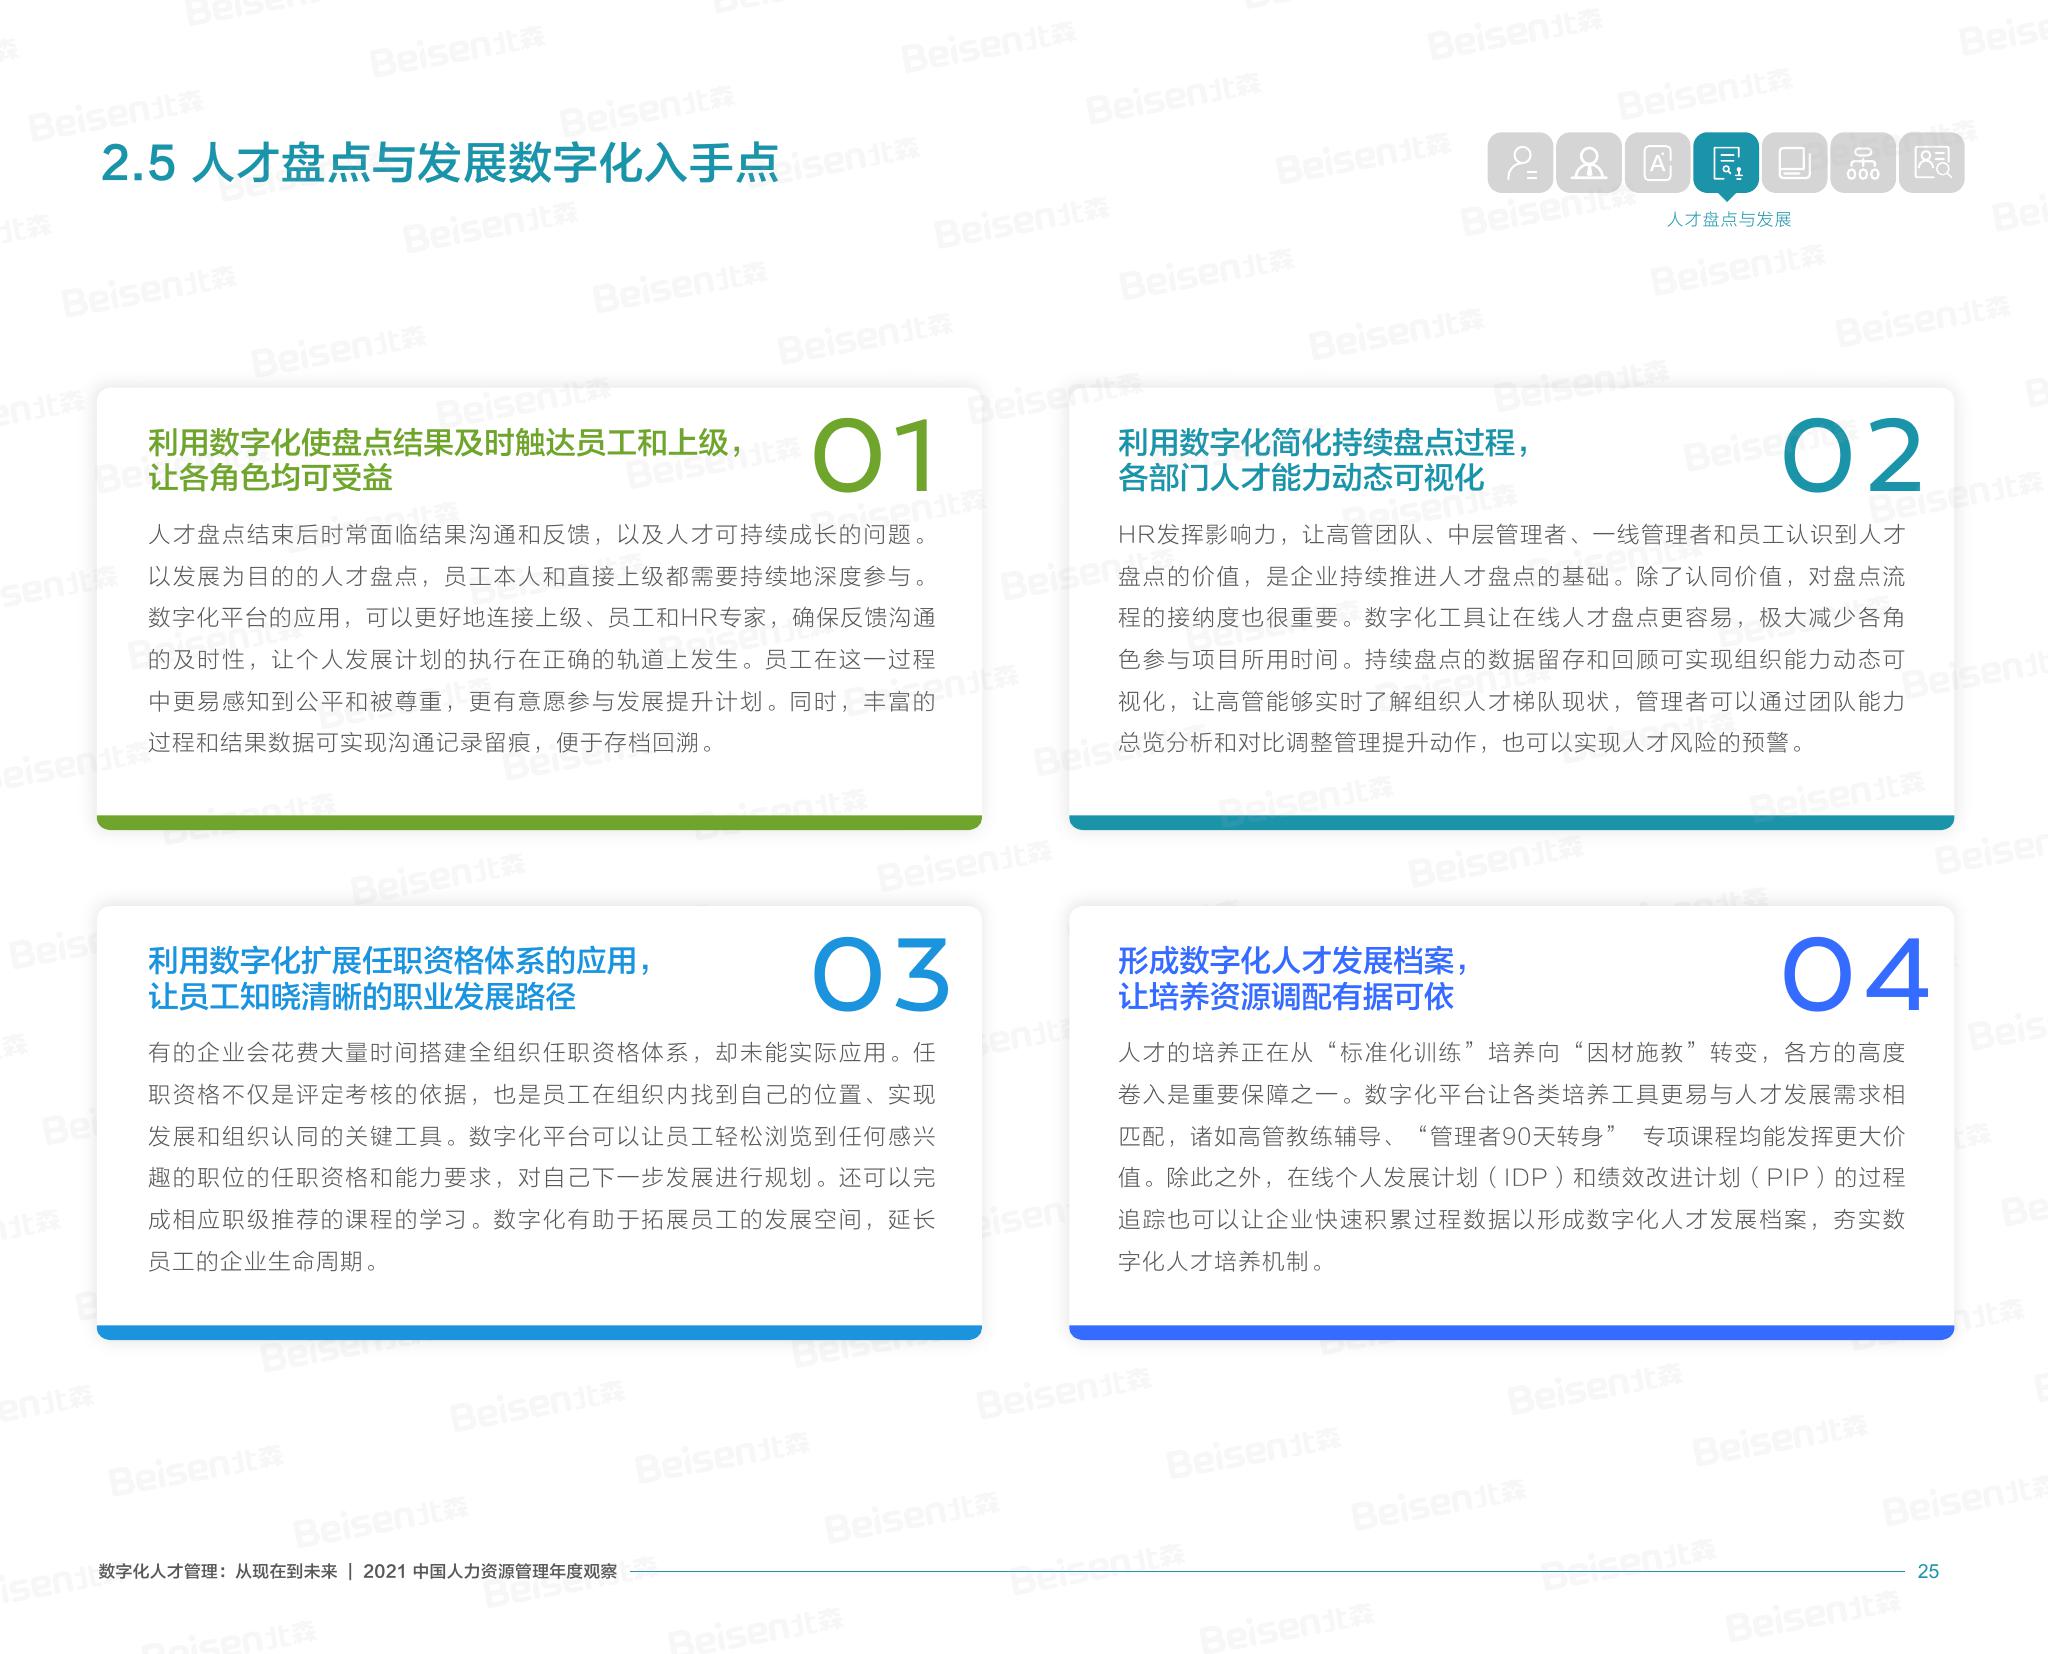 2.5 人才盘点与发展数字化入手点
人才盘点与发展
利用数字化使盘点结果及时触达员工和上级，
让各角色均可受益
01
人才盘点结束后时常面临结果沟通和反馈，以及人才可持续成长的问题。
以发展为目的的人才盘点，员工本人和直接上级都需要持续地深度参与。
数字化平台的应用，可以更好地连接上级、员工和HR专家，确保反馈沟通
的及时性，让个人发展计划的执行在正确的轨道上发生。员工在这一过程
中更易感知到公平和被尊重，更有意愿参与发展提升计划。同时，丰富的
过程和结果数据可实现沟通记录留痕，便于存档回溯。
利用数字化简化持续盘点过程，
各部门人才能力动态可视化
02
HR发挥影响力，让高管团队、中层管理者、一线管理者和员工认识到人才
盘点的价值，是企业持续推进人才盘点的基础。除了认同价值，对盘点流
程的接纳度也很重要。数字化工具让在线人才盘点更容易，极大减少各角
色参与项目所用时间。持续盘点的数据留存和回顾可实现组织能力动态可
视化，让高管能够实时了解组织人才梯队现状，管理者可以通过团队能力
总览分析和对比调整管理提升动作，也可以实现人才风险的预警。
利用数字化扩展任职资格体系的应用，
让员工知晓清晰的职业发展路径
03
有的企业会花费大量时间搭建全组织任职资格体系，却未能实际应用。任
职资格不仅是评定考核的依据，也是员工在组织内找到自己的位置、实现
发展和组织认同的关键工具。数字化平台可以让员工轻松浏览到任何感兴
趣的职位的任职资格和能力要求，对自己下一步发展进行规划。还可以完
成相应职级推荐的课程的学习。数字化有助于拓展员工的发展空间，延长
员工的企业生命周期。
形成数字化人才发展档案，
让培养资源调配有据可依
04
人才的培养正在从“标准化训练”培养向“因材施教”转变，各方的高度
卷入是重要保障之一。数字化平台让各类培养工具更易与人才发展需求相
匹配，诸如高管教练辅导、“管理者90天转身” 专项课程均能发挥更大价
值。除此之外，在线个人发展计划（IDP）和绩效改进计划（PIP）的过程
追踪也可以让企业快速积累过程数据以形成数字化人才发展档案，夯实数
字化人才培养机制。
数字化人才管理：从现在到未来 | 2021 中国人力资源管理年度观察
25
Beisen北森